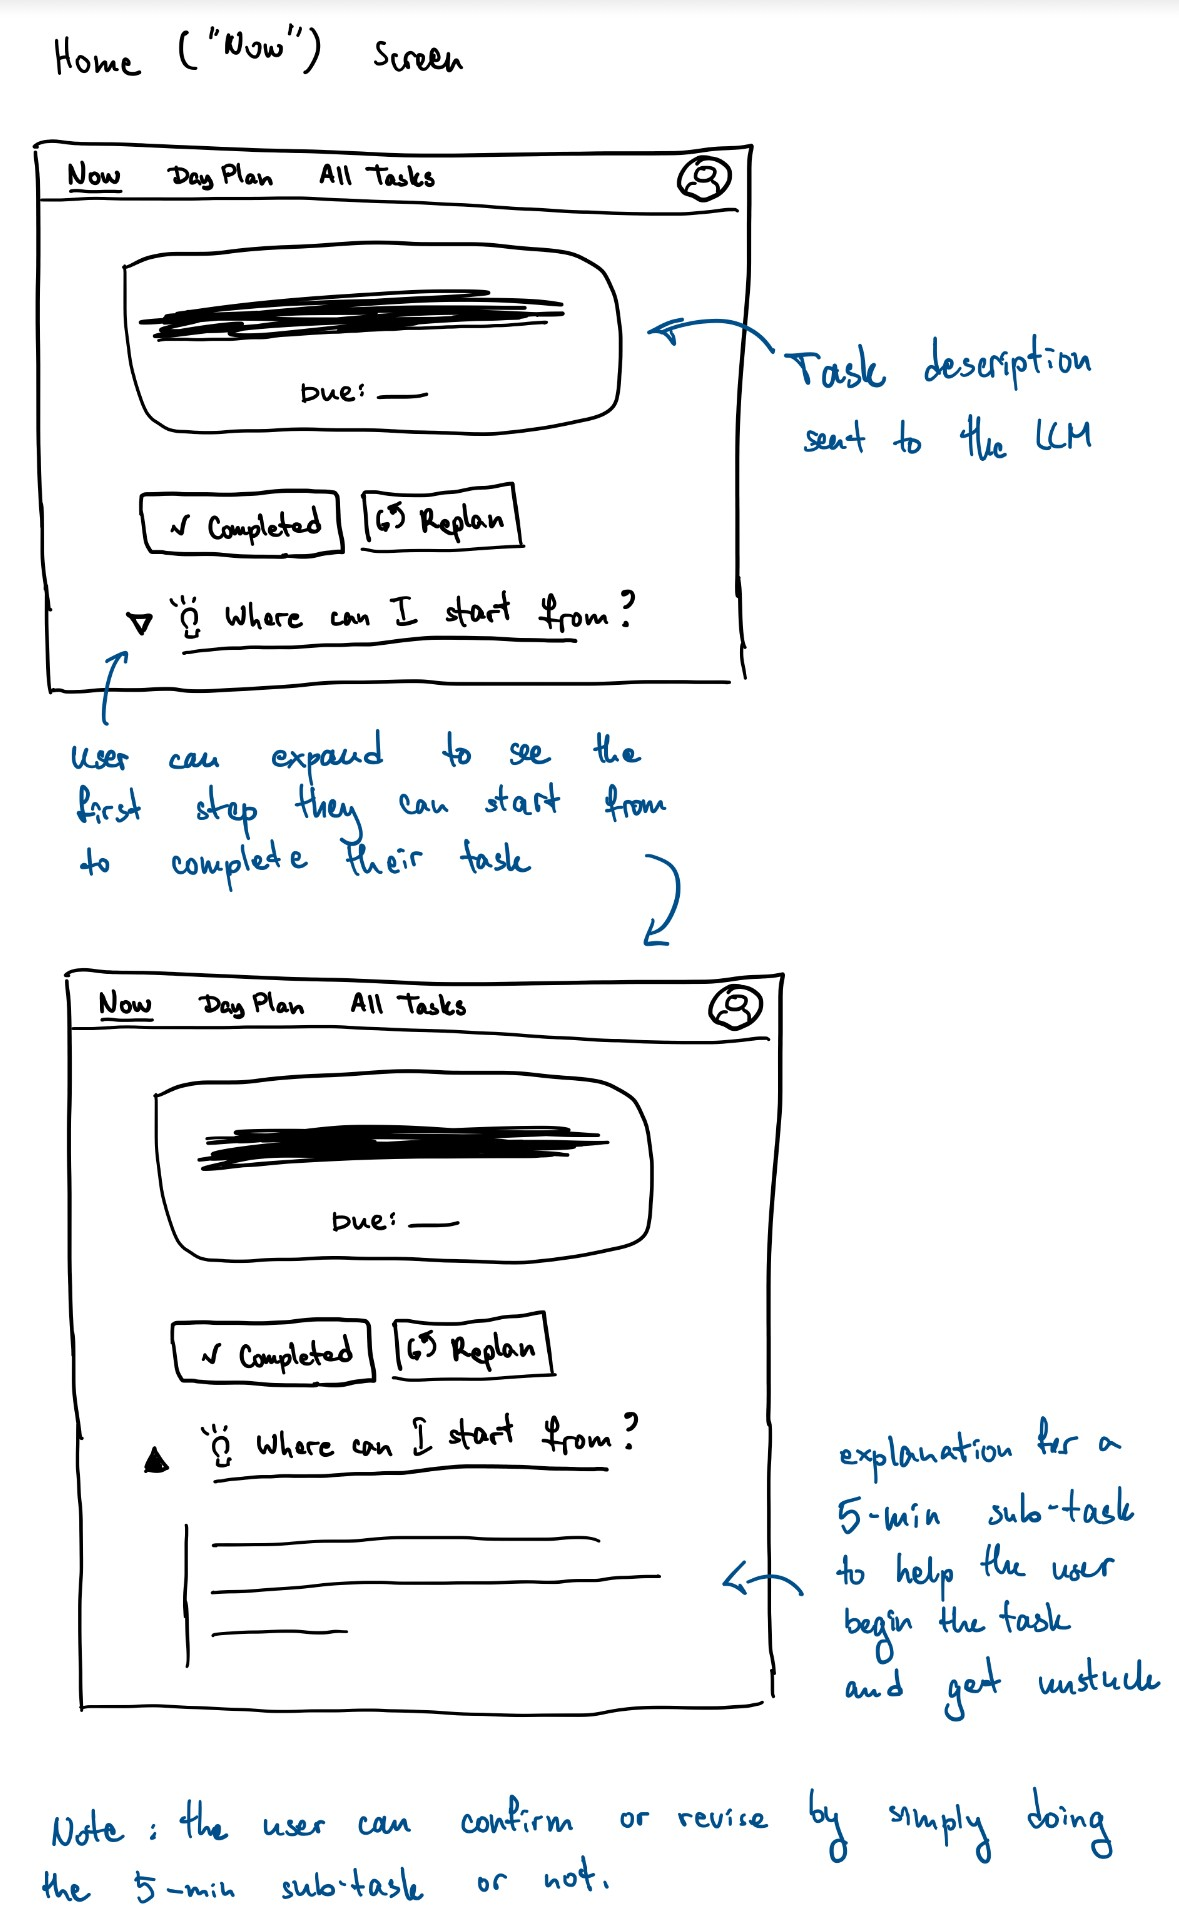 Home ("Now") Screen
Now Day Plan All Tasks
Due: __
Task description
sent to the LLM
✓ Completed Replan
Where can I start from?
User can expand to see the
first step they can start from
to complete their task
Now Day Plan All Tasks
Due: __
✓ Completed Replan
Where can I start from?
explanation for a
5-min sub-task
to help the user
begin the task
and get unstuck
Note: the user can confirm or revise by simply doing
the 5-min sub-task or not.